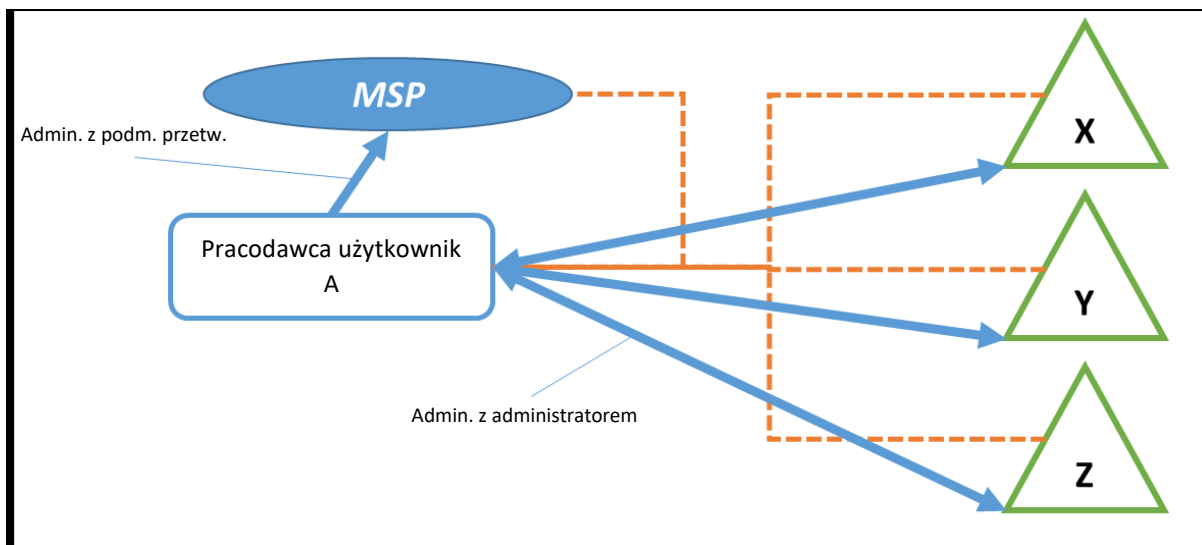 MSP
Admin. z podm. przetw.
X
Pracodawca użytkownik
A
Y
Admin. z administratorem
Z